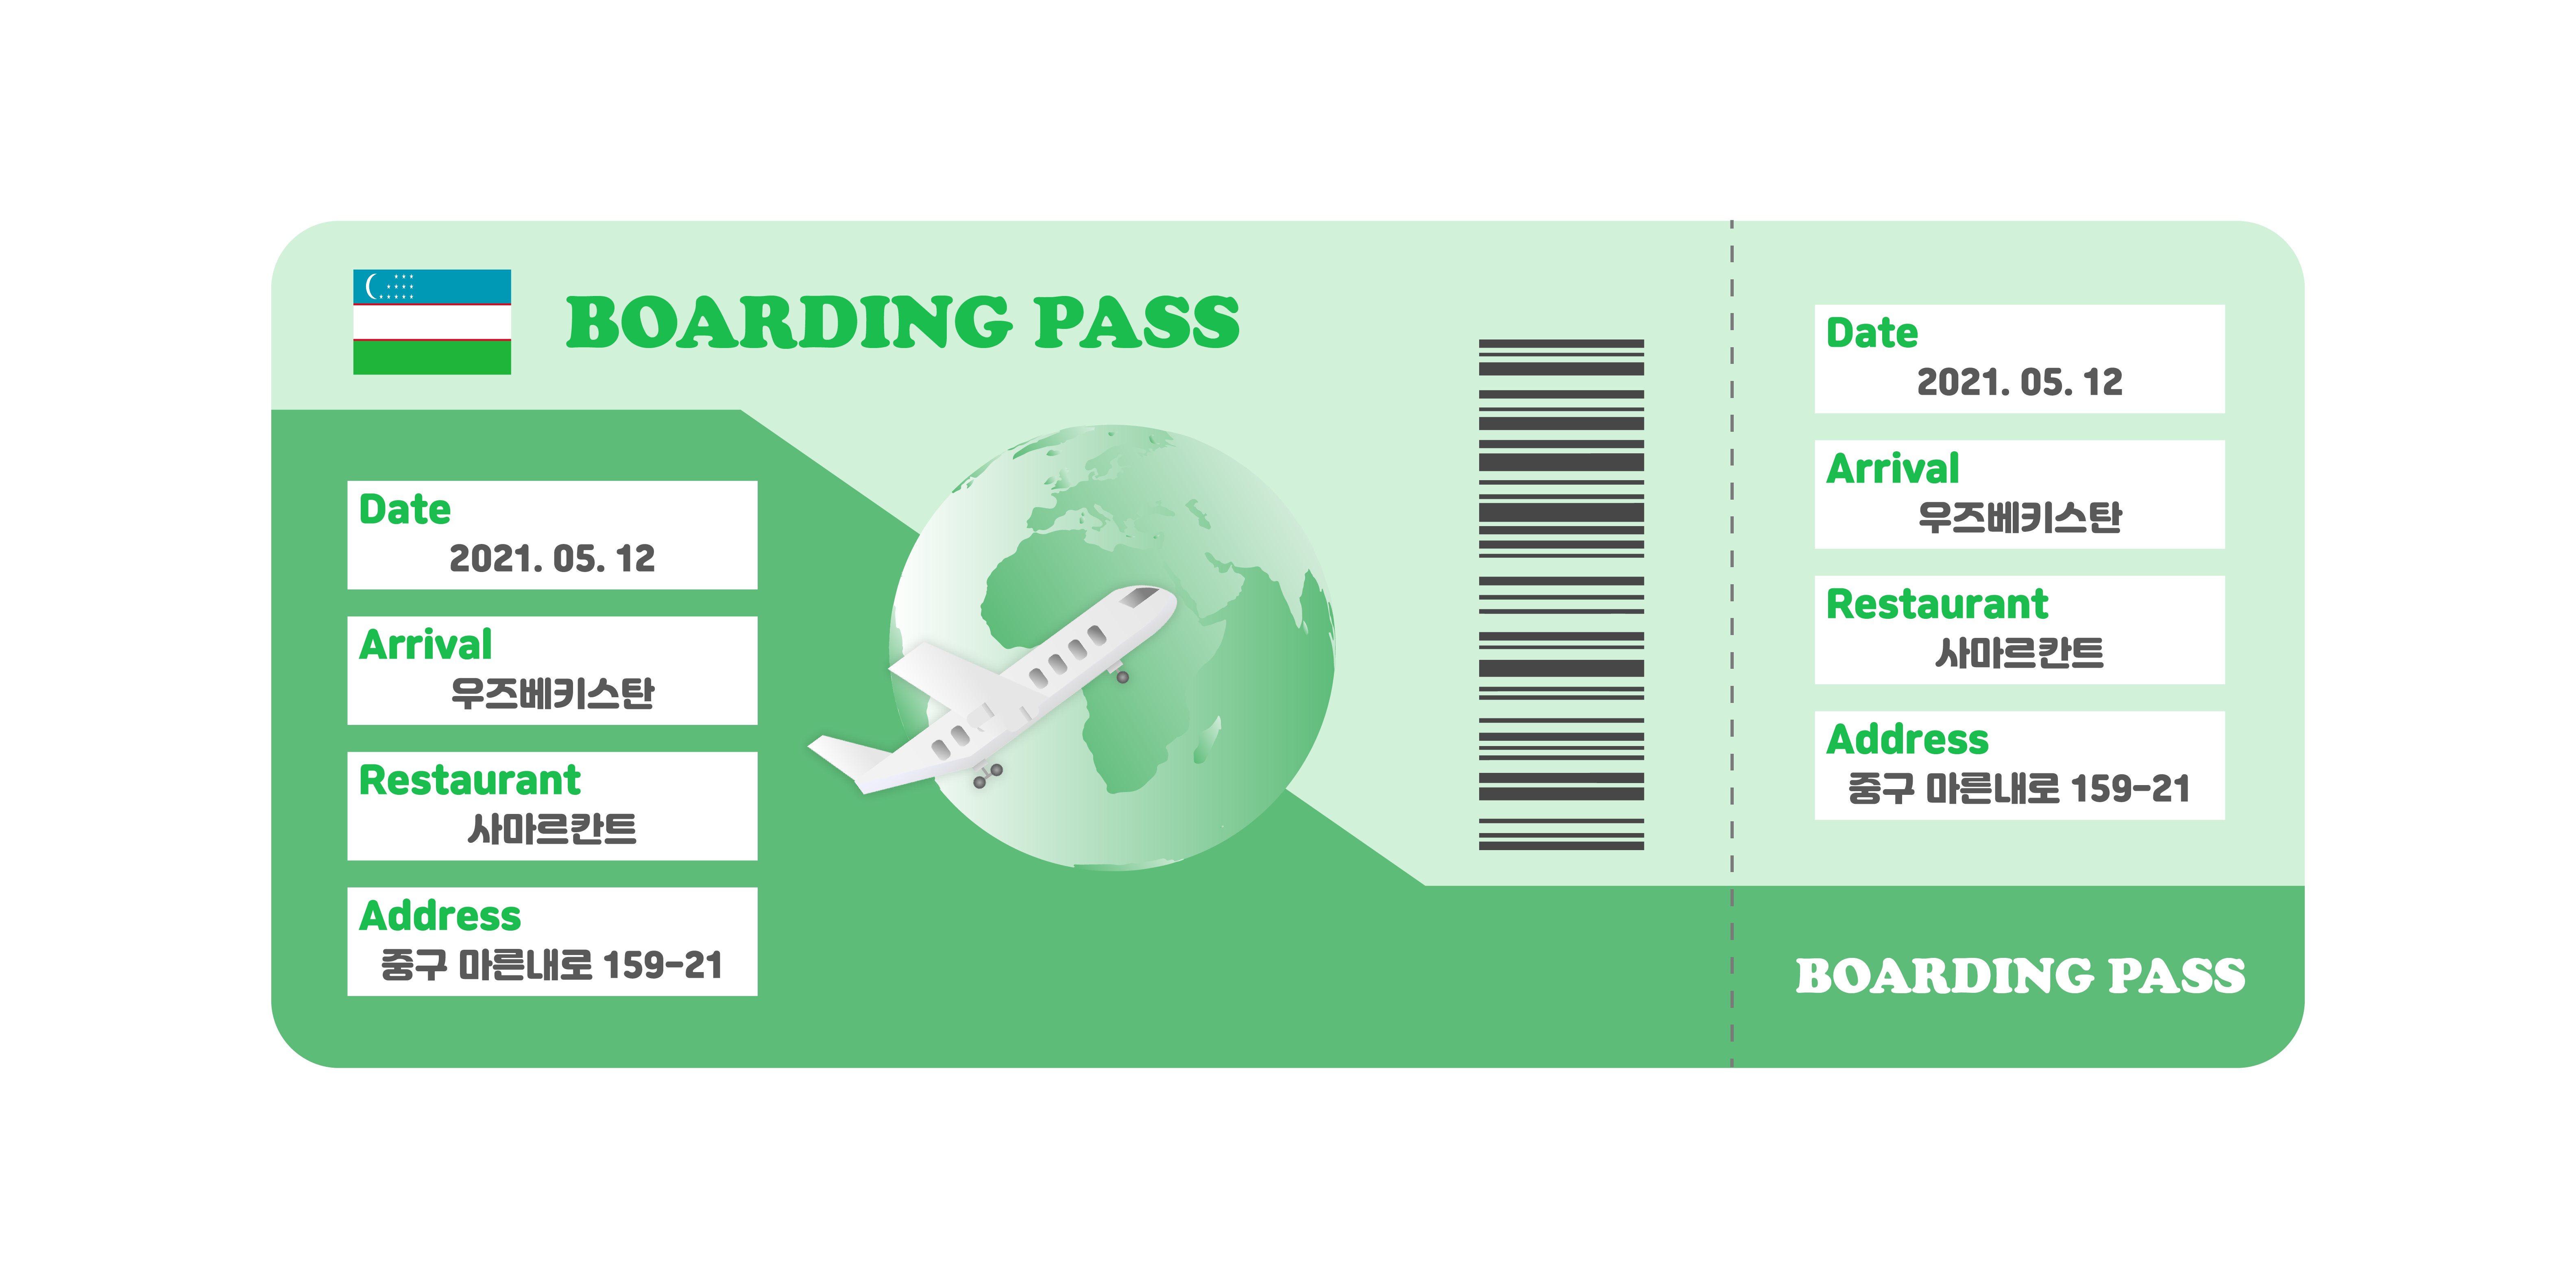 BOARDING PASS
Date
2021. 05. 12
Arrival
우즈베키스탄
Restaurant
사마르칸트
Address
중구 마른내로 159-21
Date
2021. 05. 12
Arrival
우즈베키스탄
Restaurant
사마르칸트
Address
중구 마른내로 159-21
BOARDING PASS